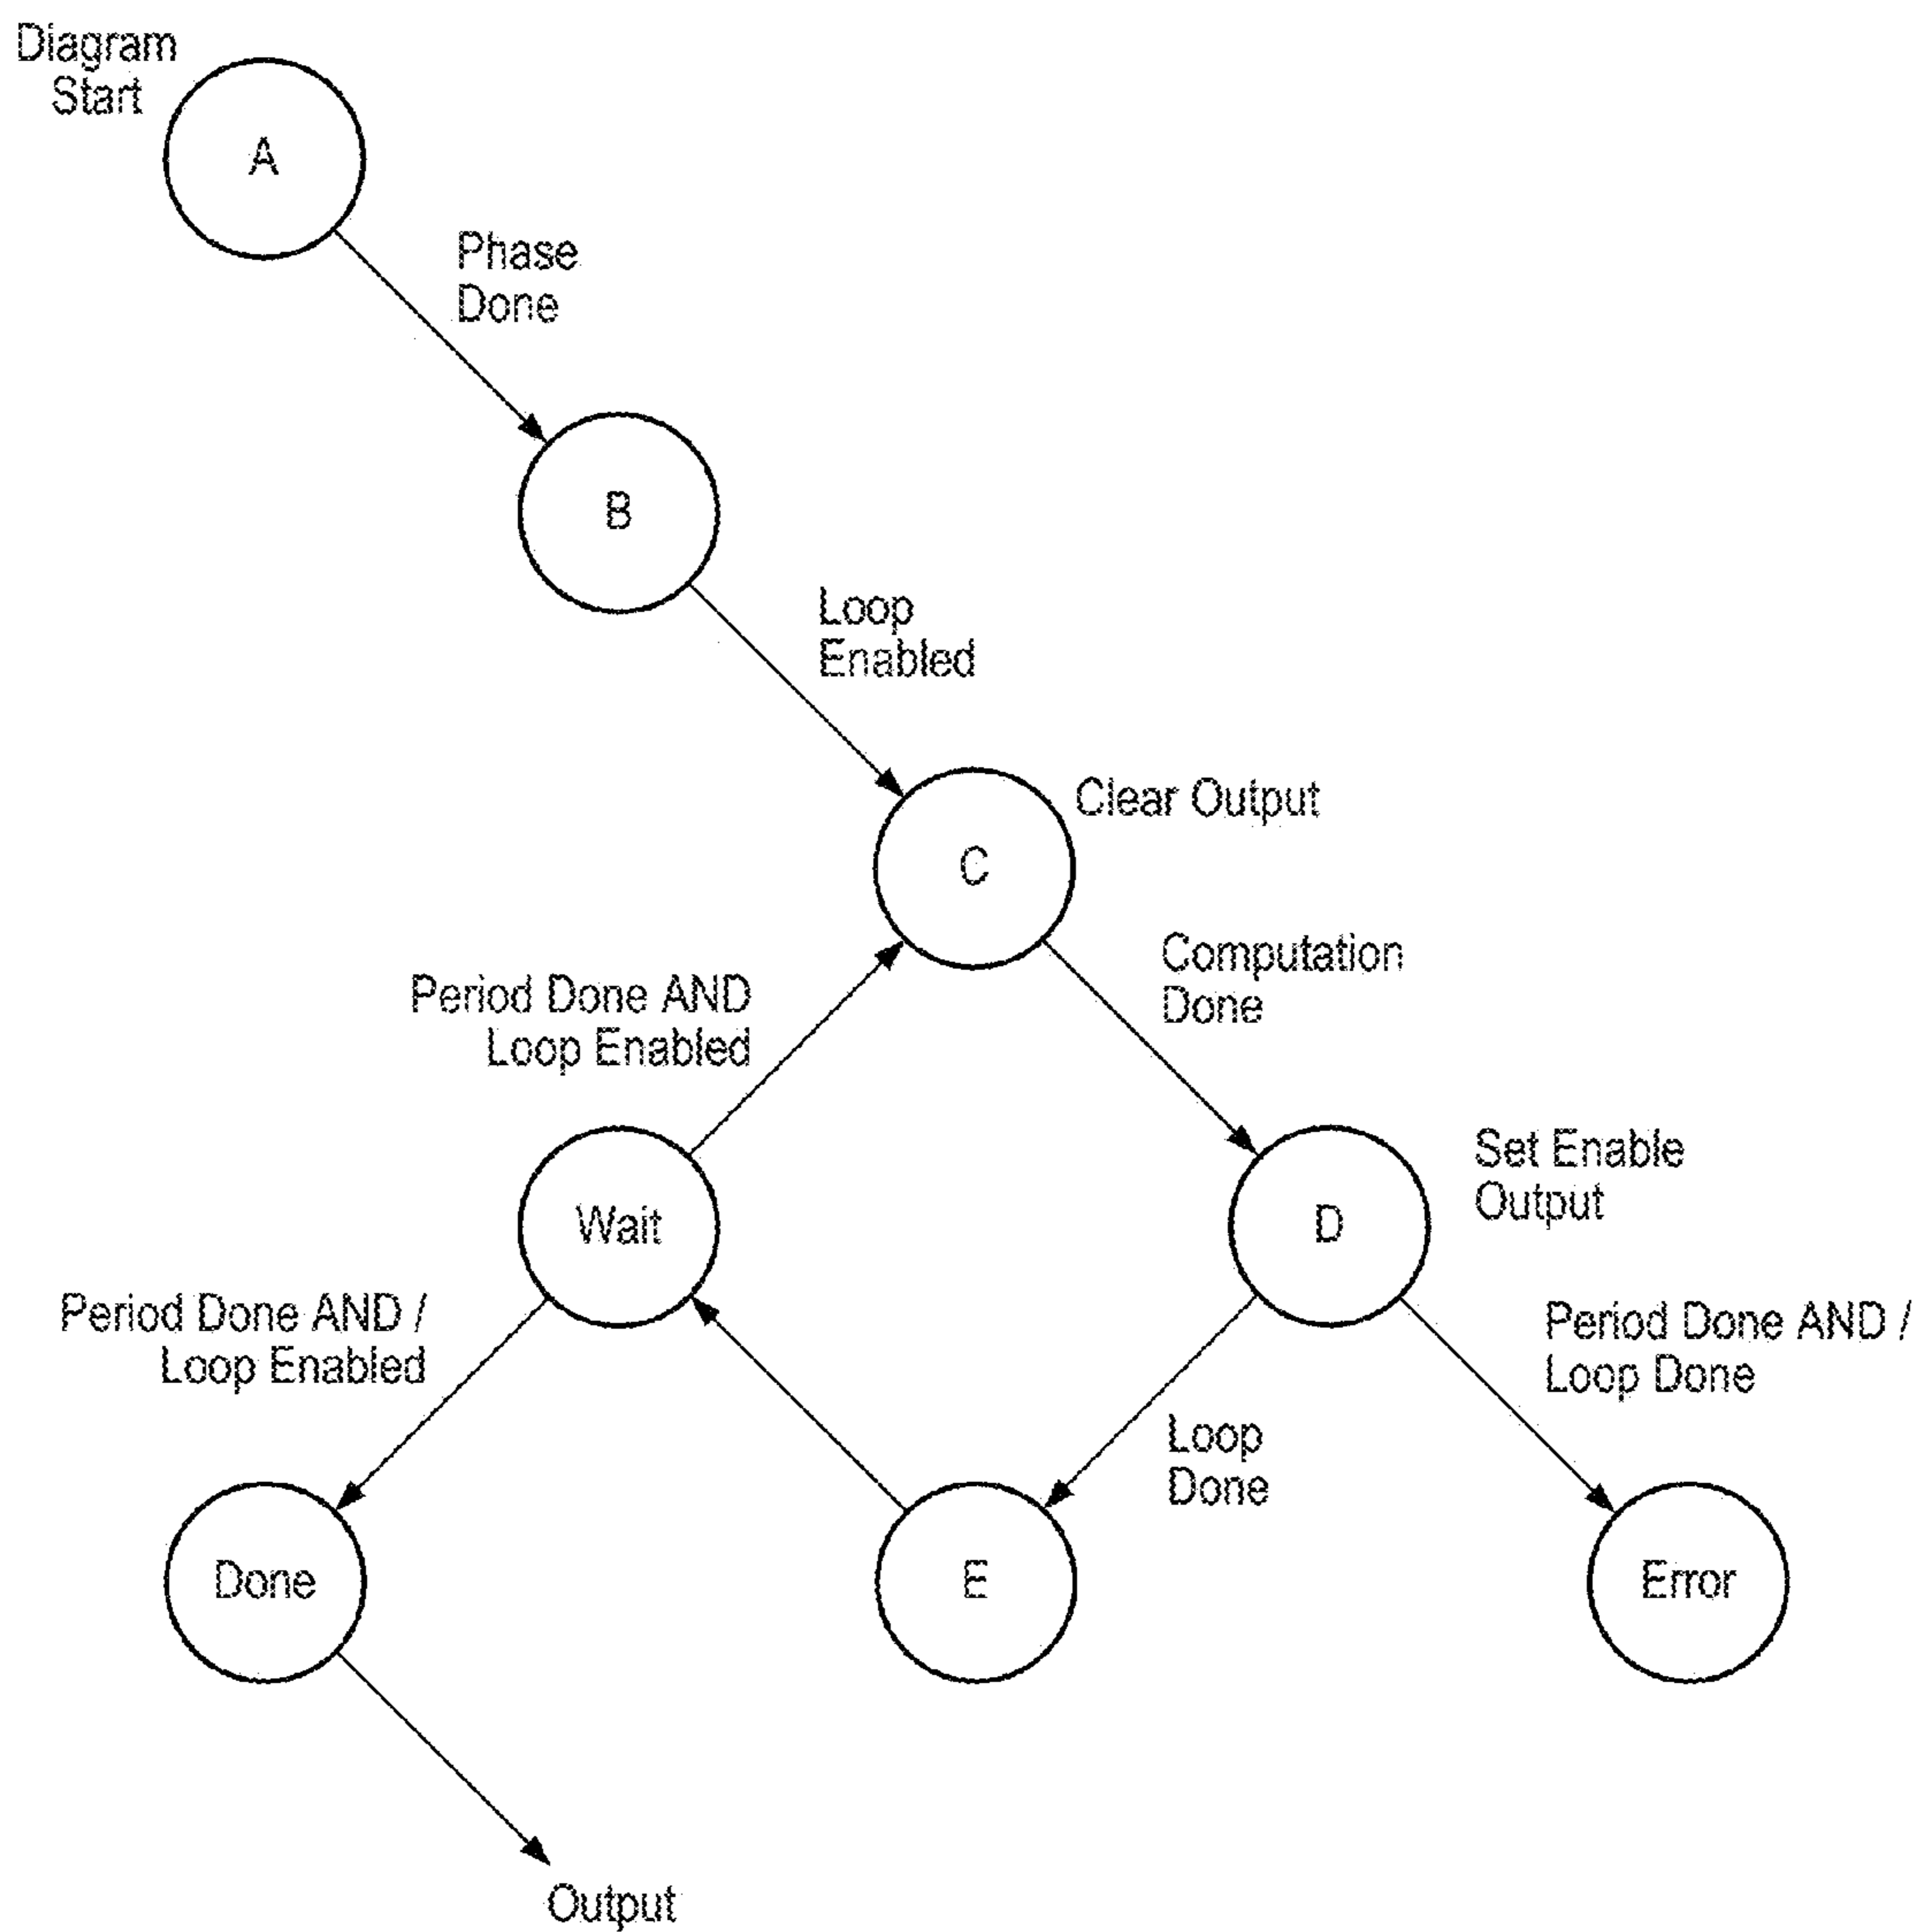 Diagram
Start
A
Phase
Done
B
Loop
Enabled
Clear Output
C
Computation
Done
Period Done AND
Loop Enabled
Set Enable
Output
Wait
D
Period Done AND /
Loop Enabled
Period Done AND /
Loop Done
Loop
Done
Done
E
Error
Output